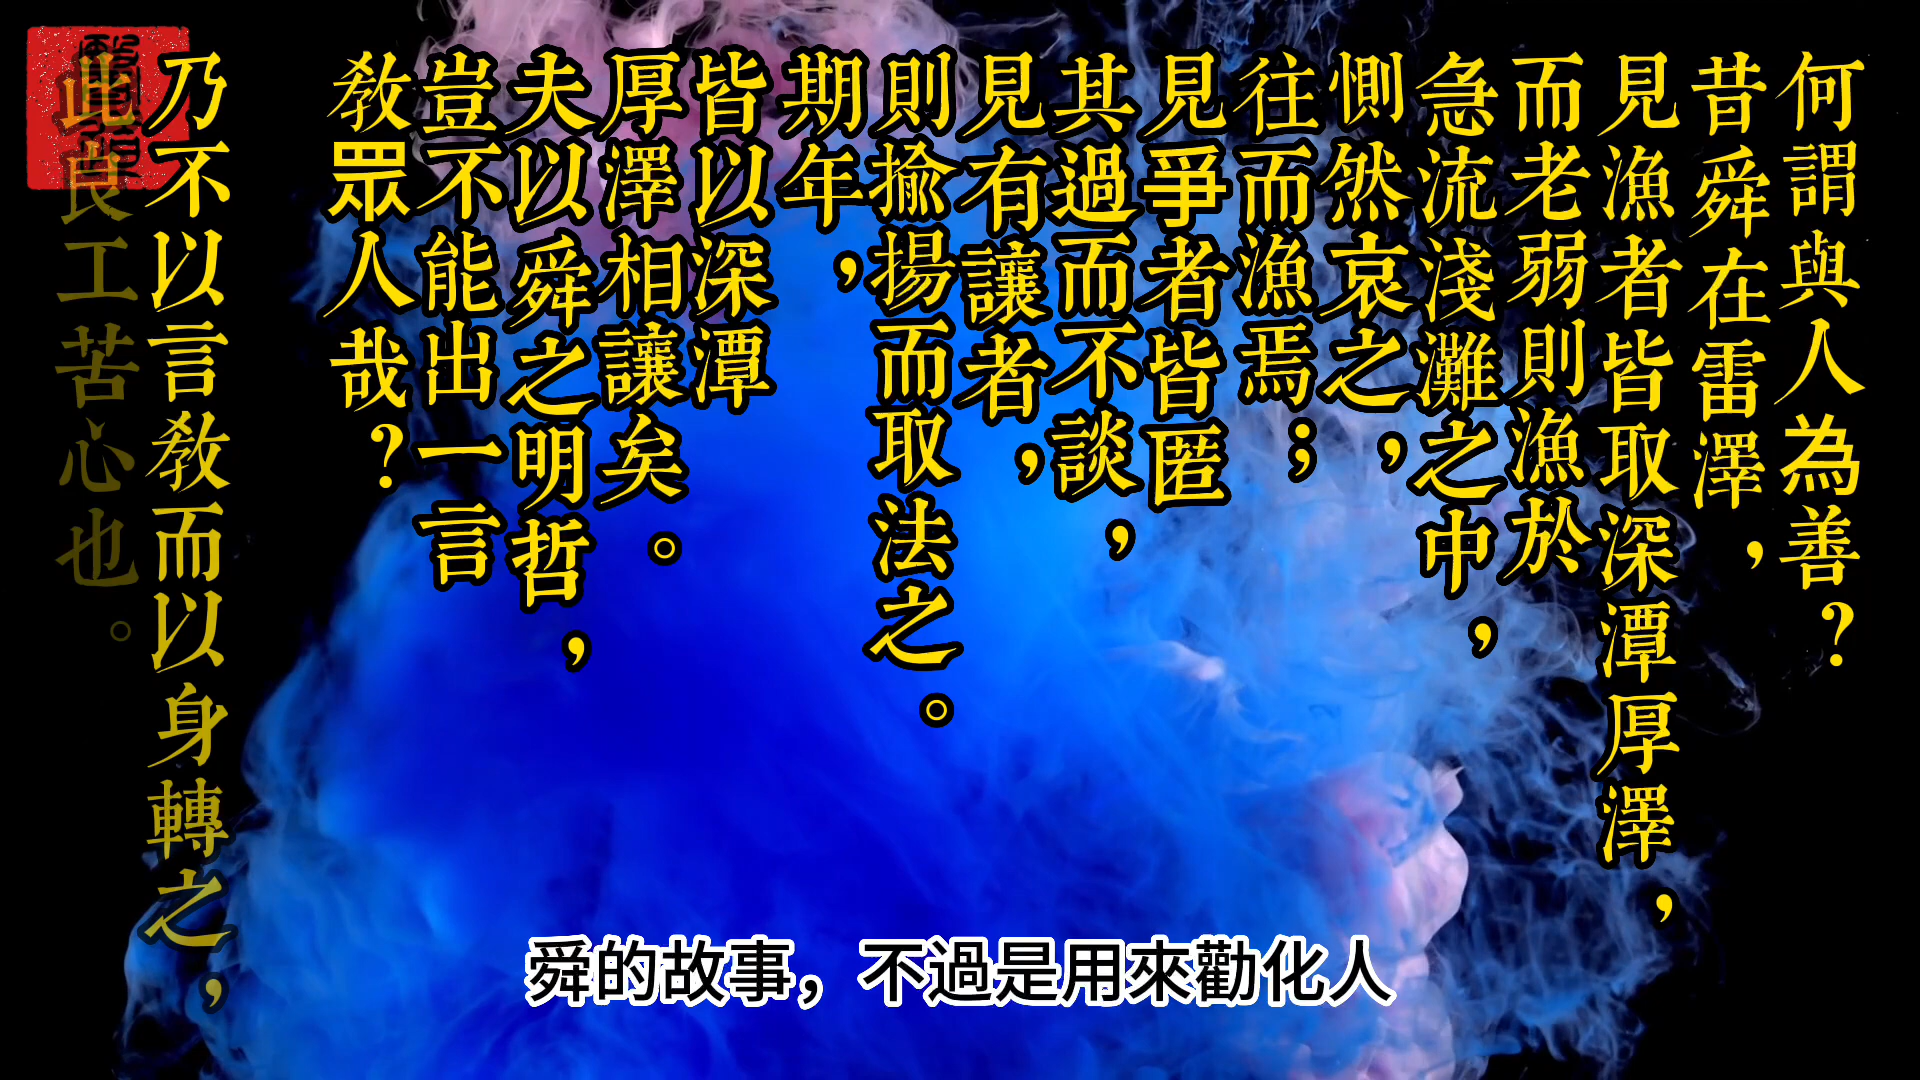 何謂與人為善?
昔舜在雷澤,
見漁者皆取深潭厚澤,
而老弱則漁於
急流淺灘之中,
惻然哀之,
往而漁焉;
見爭者皆匿
其過而不談,
見有讓者,
則揄揚而取法之。
期年,
皆以深潭
厚澤相讓矣。
夫以舜之明哲,
豈不能出一言
教眾人哉?
乃不以言教而以身轉之,
此良工苦心也。
舜的故事，不過是用來勸化人